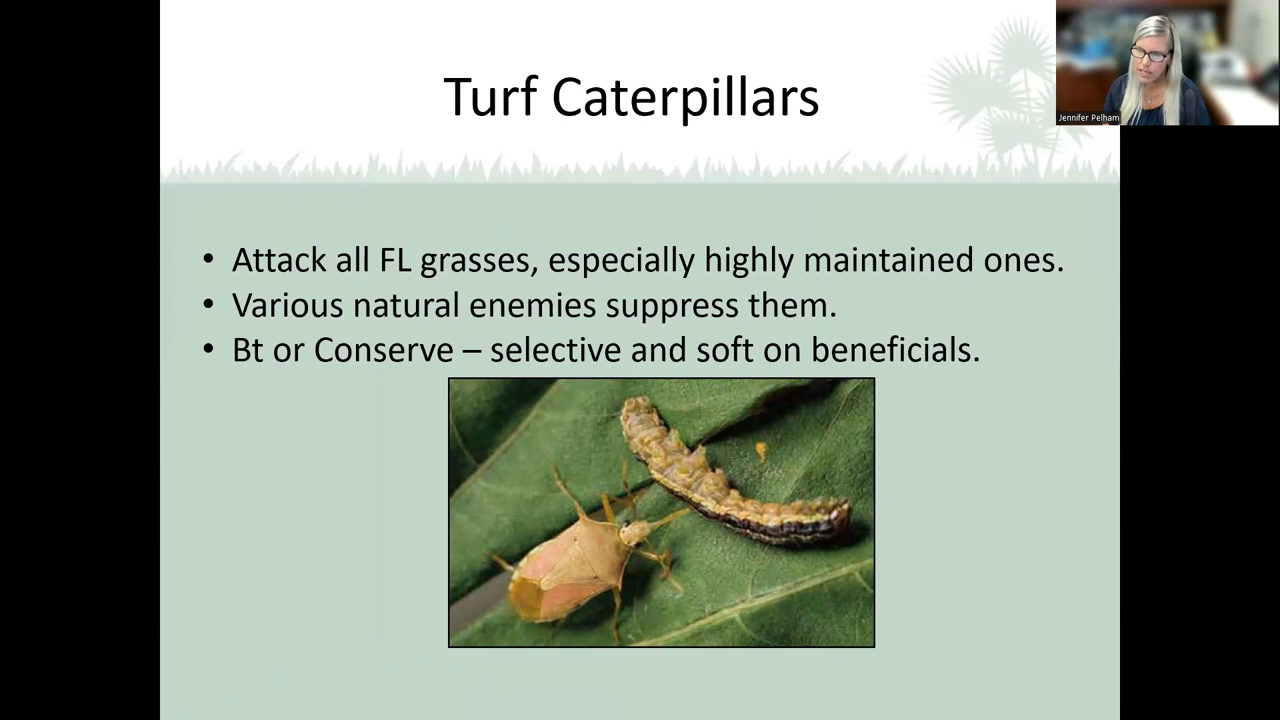 Turf Caterpillars
Jennifer Pelham
• Attack all FL grasses, especially highly maintained ones.
• Various natural enemies suppress them.
• Bt or Conserve – selective and soft on beneficials.